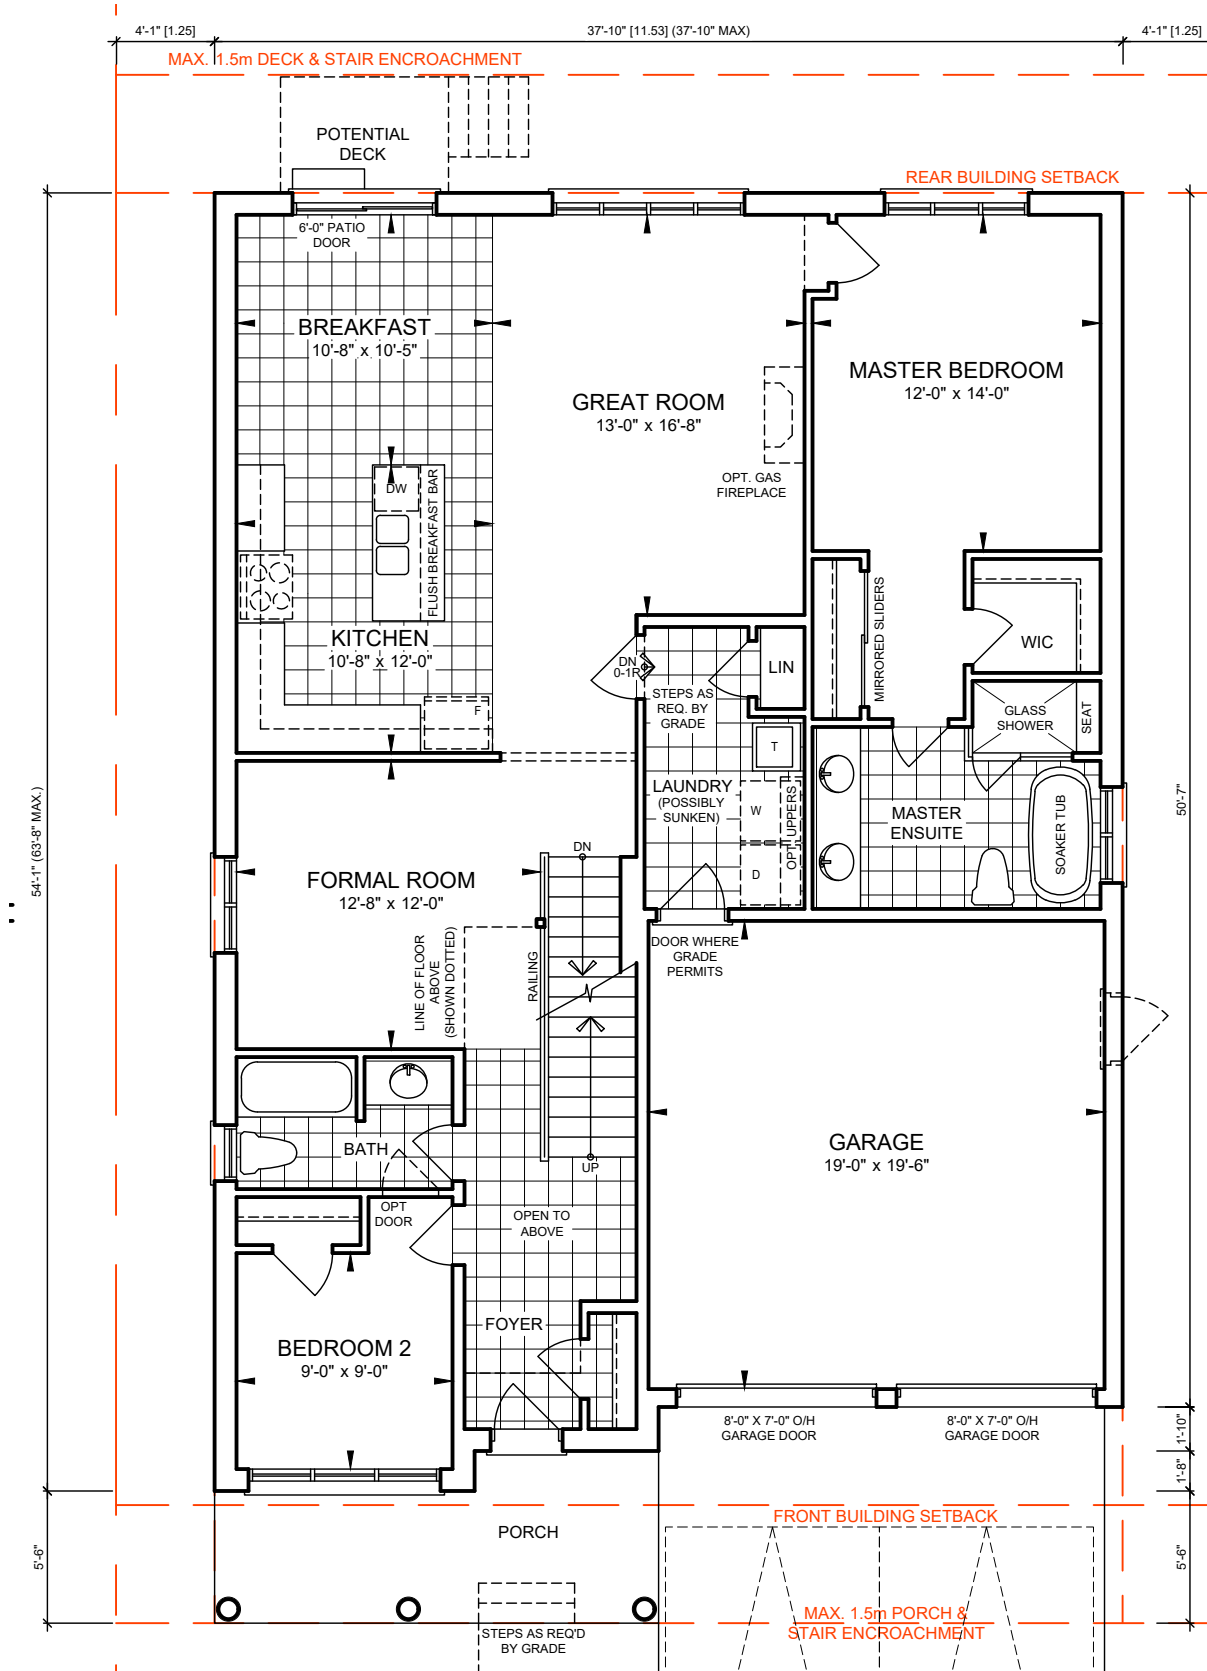 4'-1" [1.25]
37'-10" [11.53] (37'-10" MAX)
4'-1" [1.25]
MAX. 1.5m DECK & STAIR ENCROACHMENT
POTENTIAL
DECK
REAR BUILDING SETBACK
6'-0" PATIO
DOOR
BREAKFAST
10'-8" x 10'-5"
GREAT ROOM
13'-0" x 16'-8"
MASTER BEDROOM
12'-0" x 14'-0"
OPT. GAS
FIREPLACE
DW
FLUSH BREAKFAST BAR
KITCHEN
10'-8" x 12'-0"
F
DN
0-1R
STEPS AS
REQ. BY
GRADE
LIN
MIRRORED SLIDERS
WIC
GLASS
SHOWER
SEAT
T
LAUNDRY
(POSSIBLY
SUNKEN)
W
D
OPT. UPPERS
MASTER
ENSUITE
SOAKER TUB
54'-1" (63'-8" MAX.)
50'-7"
FORMAL ROOM
12'-8" x 12'-0"
DN
LINE OF FLOOR
ABOVE
(SHOWN DOTTED)
RAILING
DOOR WHERE
GRADE
PERMITS
BATH
UP
GARAGE
19'-0" x 19'-6"
OPT
DOOR
OPEN TO
ABOVE
FOYER
BEDROOM 2
9'-0" x 9'-0"
8'-0" X 7'-0" O/H
GARAGE DOOR
8'-0" X 7'-0" O/H
GARAGE DOOR
1'-10"
1'-8"
FRONT BUILDING SETBACK
PORCH
5'-6"
5'-6"
MAX. 1.5m PORCH &
STAIR ENCROACHMENT
STEPS AS REQ'D
BY GRADE